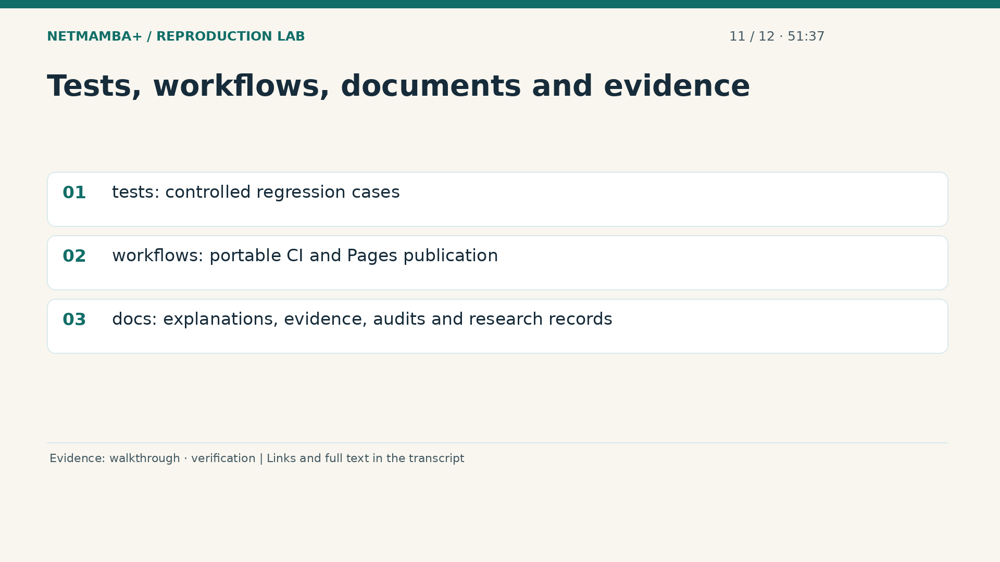 NETMAMBA+ / REPRODUCTION LAB
11 / 12 · 51:37
Tests, workflows, documents and evidence
01 tests: controlled regression cases
02 workflows: portable CI and Pages publication
03 docs: explanations, evidence, audits and research records
Evidence: walkthrough · verification | Links and full text in the transcript